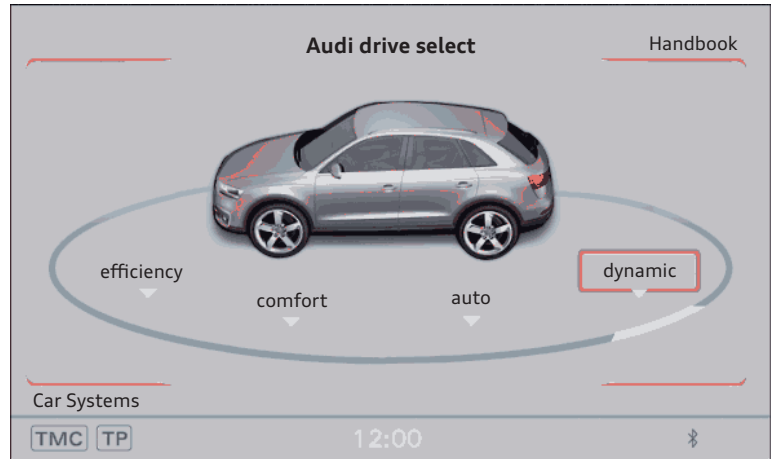 Audi drive select
Handbook
efficiency
comfort
auto
dynamic
Car Systems
TMC TP 12:00